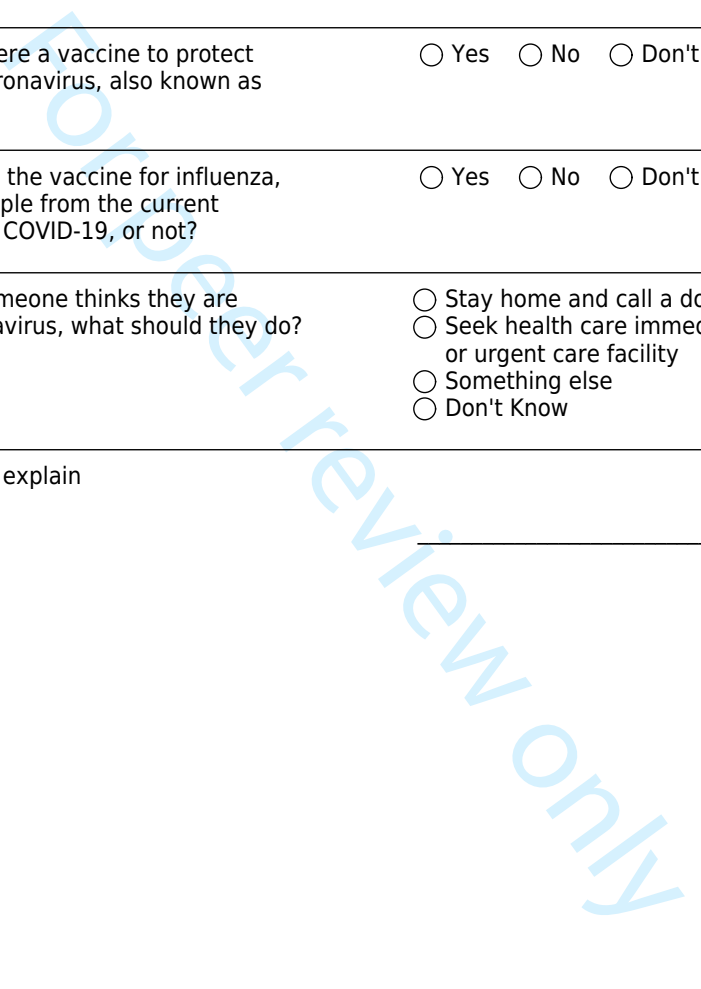 ere a vaccine to protect
ronavirus, also known as
Yes No Don't
the vaccine for influenza,
ple from the current
COVID-19, or not?
Yes No Don't
meone thinks they are
avirus, what should they do?
Stay home and call a do
Seek health care immed
or urgent care facility
Something else
Don't Know
explain
For peer review only